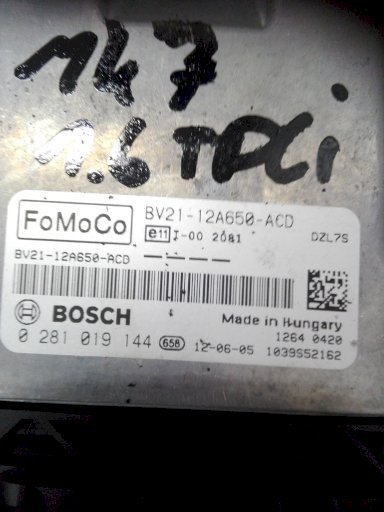 147
1.6 TDCi
FoMoCo BV21-12A650-ACD
e11 I-00 2081 DZL7S
BV21-12A650-ACD
BOSCH Made in Hungary
0 281 019 144 658 12-06-05 1264 0420
1039S52162